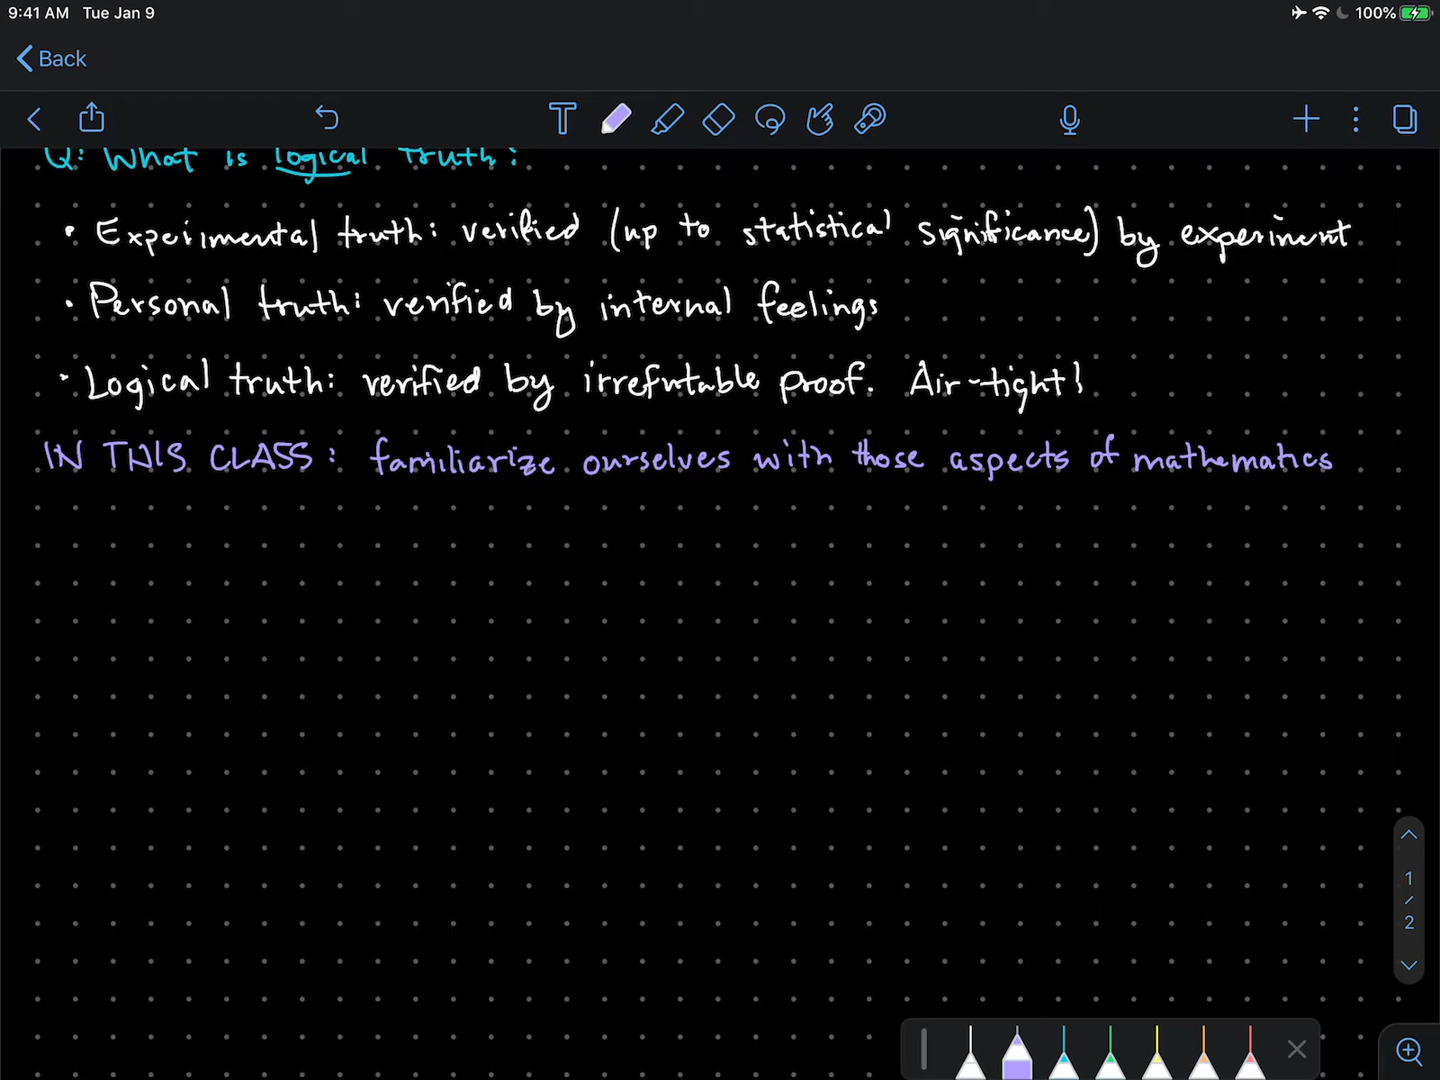 9:41 AM Tue Jan 9
100%
Back
Q: What is logical truth?
• Experimental truth: verified (up to statistical significance) by experiment
• Personal truth: verified by internal feelings
• Logical truth: verified by irrefutable proof. Air-tight!
IN THIS CLASS: familiarize ourselves with those aspects of mathematics
1
/
2